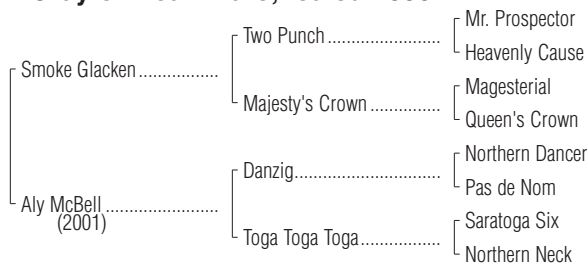 Two Punch
Mr. Prospector
Heavenly Cause
Smoke Glacken
Majesty's Crown
Magesterial
Queen's Crown
Danzig
Northern Dancer
Pas de Nom
Aly McBell
(2001)
Toga Toga Toga
Saratoga Six
Northern Neck